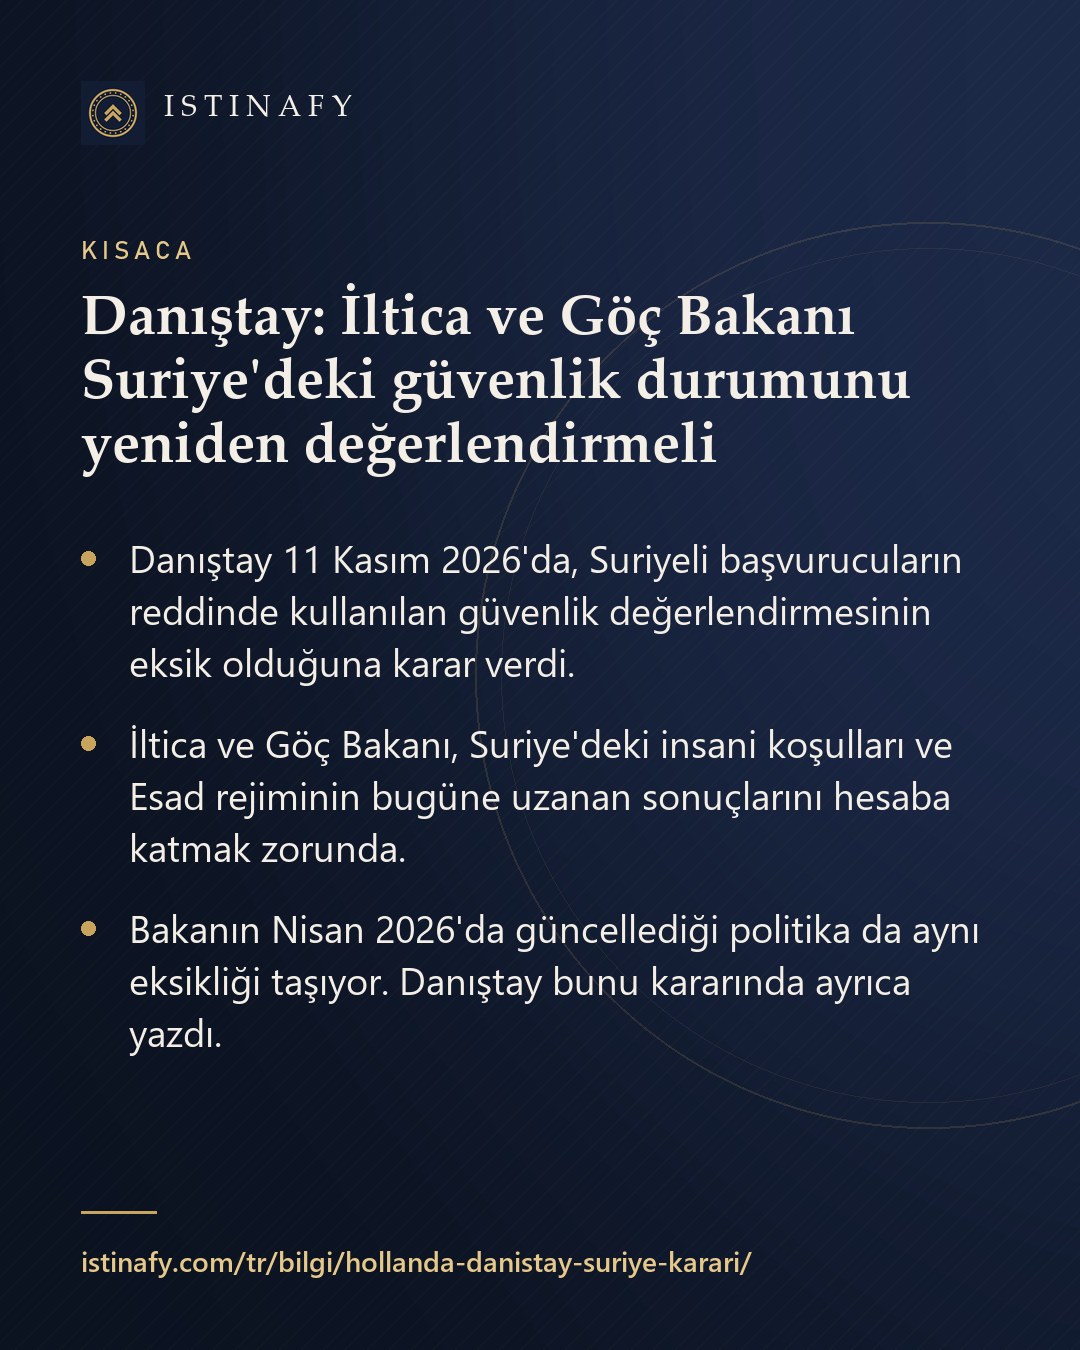 ISTINAFY
KISACA
Danıştay: İltica ve Göç Bakanı
Suriye'deki güvenlik durumunu
yeniden değerlendirmeli
Danıştay 11 Kasım 2026'da, Suriyeli başvurucuların
reddinde kullanılan güvenlik değerlendirmesinin
eksik olduğuna karar verdi.
İltica ve Göç Bakanı, Suriye'deki insani koşulları ve
Esad rejiminin bugüne uzanan sonuçlarını hesaba
katmak zorunda.
Bakanın Nisan 2026'da güncellediği politika da aynı
eksikliği taşıyor. Danıştay bunu kararında ayrıca
yazdı.
istinafy.com/tr/bilgi/hollanda-danistay-suriye-karari/